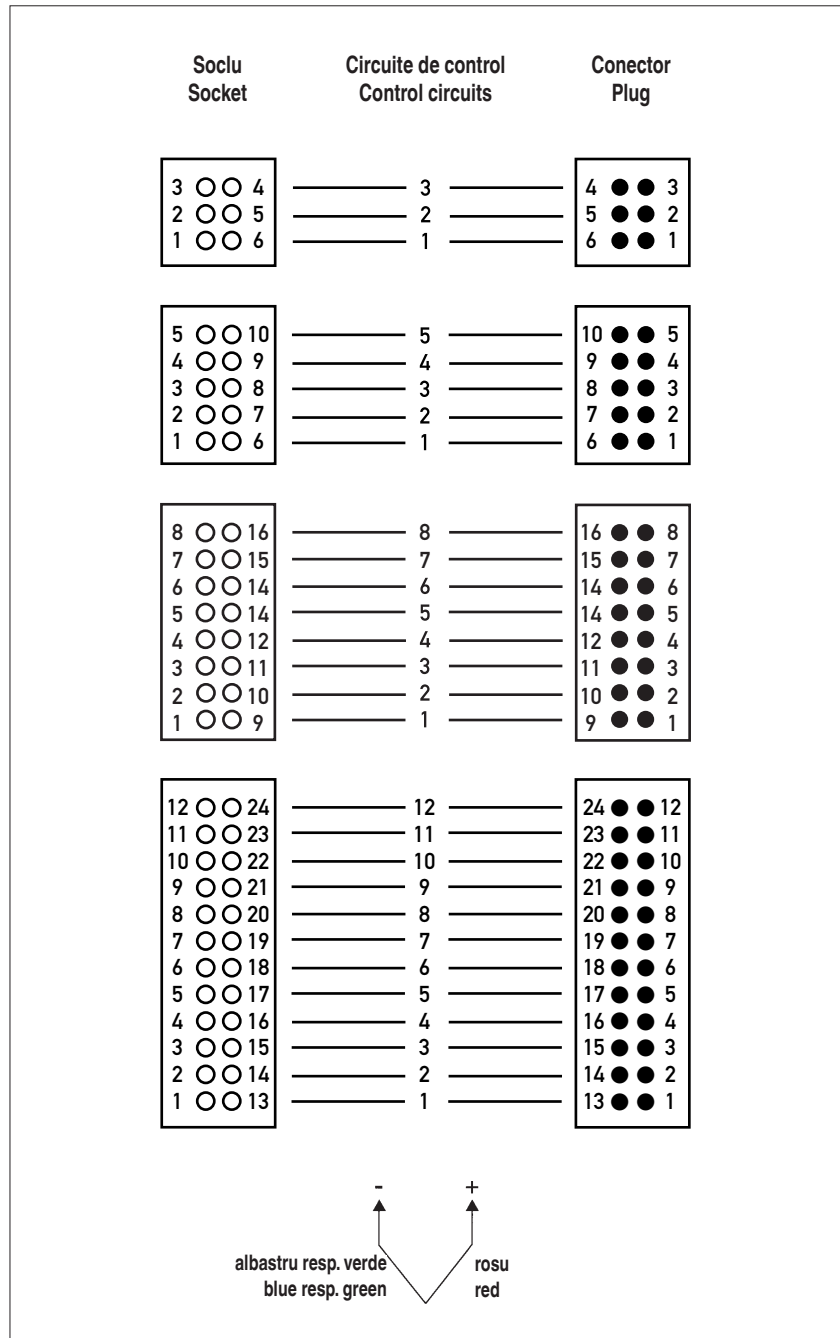 Soclu Circuite de control Conector
Socket Control circuits Plug
3 4 3 4 3
2 5 2 5 2
1 6 1 6 1
5 10 5 10 5
4 9 4 9 4
3 8 3 8 3
2 7 2 7 2
1 6 1 6 1
8 16 8 16 8
7 15 7 15 7
6 14 6 14 6
5 14 5 14 5
4 12 4 12 4
3 11 3 11 3
2 10 2 10 2
1 9 1 9 1
12 24 12 24 12
11 23 11 23 11
10 22 10 22 10
9 21 9 21 9
8 20 8 20 8
7 19 7 19 7
6 18 6 18 6
5 17 5 17 5
4 16 4 16 4
3 15 3 15 3
2 14 2 14 2
1 13 1 13 1
- +
albastru resp. verde rosu
blue resp. green red